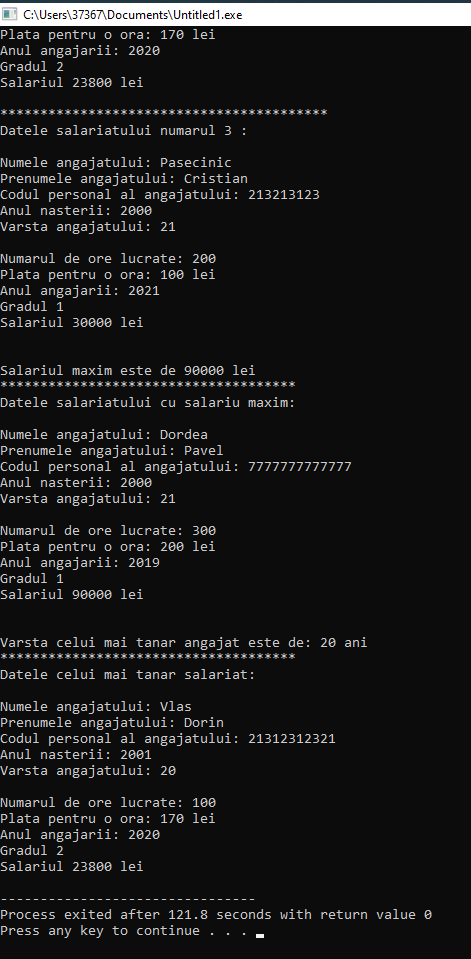 C:\Users\37367\Documents\Untitled1.exe
Plata pentru o ora: 170 lei
Anul angajarii: 2020
Gradul 2
Salariul 23800 lei
*****************************************
Datele salariatului numarul 3 :
Numele angajatului: Pasecinic
Prenumele angajatului: Cristian
Codul personal al angajatului: 213213123
Anul nasterii: 2000
Varsta angajatului: 21
Numarul de ore lucrate: 200
Plata pentru o ora: 100 lei
Anul angajarii: 2021
Gradul 1
Salariul 30000 lei
Salariul maxim este de 90000 lei
*************************************
Datele salariatului cu salariu maxim:
Numele angajatului: Dordea
Prenumele angajatului: Pavel
Codul personal al angajatului: 7777777777777
Anul nasterii: 2000
Varsta angajatului: 21
Numarul de ore lucrate: 300
Plata pentru o ora: 200 lei
Anul angajarii: 2019
Gradul 1
Salariul 90000 lei
Varsta celui mai tanar angajat este de: 20 ani
*************************************
Datele celui mai tanar salariat:
Numele angajatului: Vlas
Prenumele angajatului: Dorin
Codul personal al angajatului: 21312312321
Anul nasterii: 2001
Varsta angajatului: 20
Numarul de ore lucrate: 100
Plata pentru o ora: 170 lei
Anul angajarii: 2020
Gradul 2
Salariul 23800 lei
--------------------------------
Process exited after 121.8 seconds with return value 0
Press any key to continue . . .